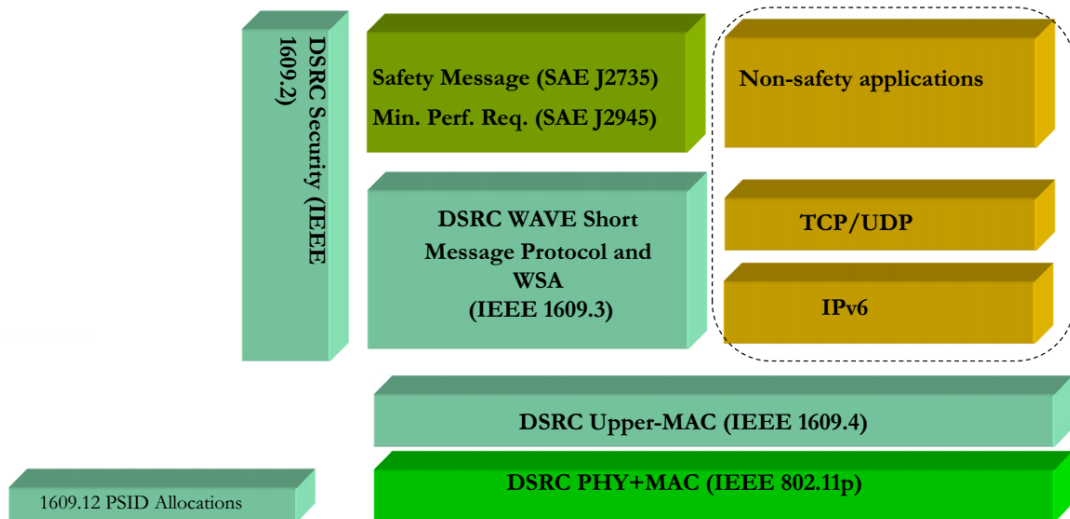 DSRC Security (IEEE
1609.2)
Safety Message (SAE J2735)
Min. Perf. Req. (SAE J2945)
Non-safety applications
DSRC WAVE Short
Message Protocol and
WSA
(IEEE 1609.3)
TCP/UDP
IPv6
DSRC Upper-MAC (IEEE 1609.4)
DSRC PHY+MAC (IEEE 802.11p)
1609.12 PSID Allocations